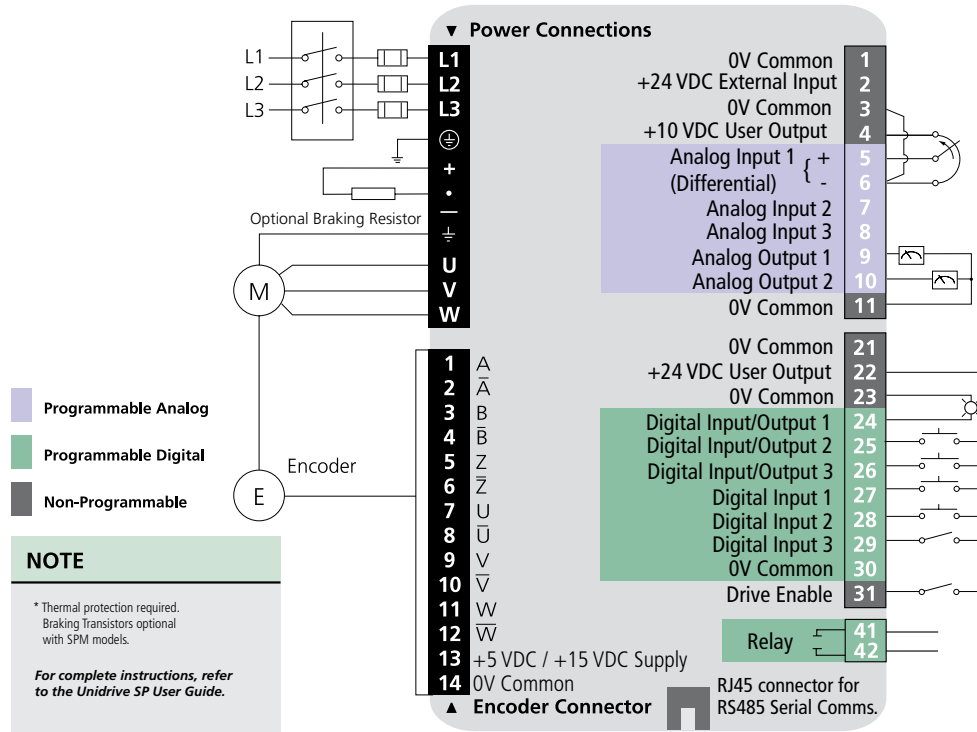 ▼ Power Connections
L1 L1
L2 L2
L3 L3
+
•
—
Optional Braking Resistor
U
V
W
M
0V Common 1
+24 VDC External Input 2
0V Common 3
+10 VDC User Output 4
Analog Input 1 { + 5
(Differential) - 6
Analog Input 2 7
Analog Input 3 8
Analog Output 1 9
Analog Output 2 10
0V Common 11
0V Common 21
+24 VDC User Output 22
0V Common 23
Digital Input/Output 1 24
Digital Input/Output 2 25
Digital Input/Output 3 26
Digital Input 1 27
Digital Input 2 28
Digital Input 3 29
0V Common 30
Drive Enable 31
Relay 41
42
RJ45 connector for
RS485 Serial Comms.
1 A
2 A̅
3 B
4 B̅
5 Z
6 Z̅
7 U
8 U̅
9 V
10 V̅
11 W
12 W̅
13 +5 VDC / +15 VDC Supply
14 0V Common
▲ Encoder Connector
Encoder
E
Programmable Analog
Programmable Digital
Non-Programmable
NOTE
* Thermal protection required.
Braking Transistors optional
with SPM models.
For complete instructions, refer
to the Unidrive SP User Guide.